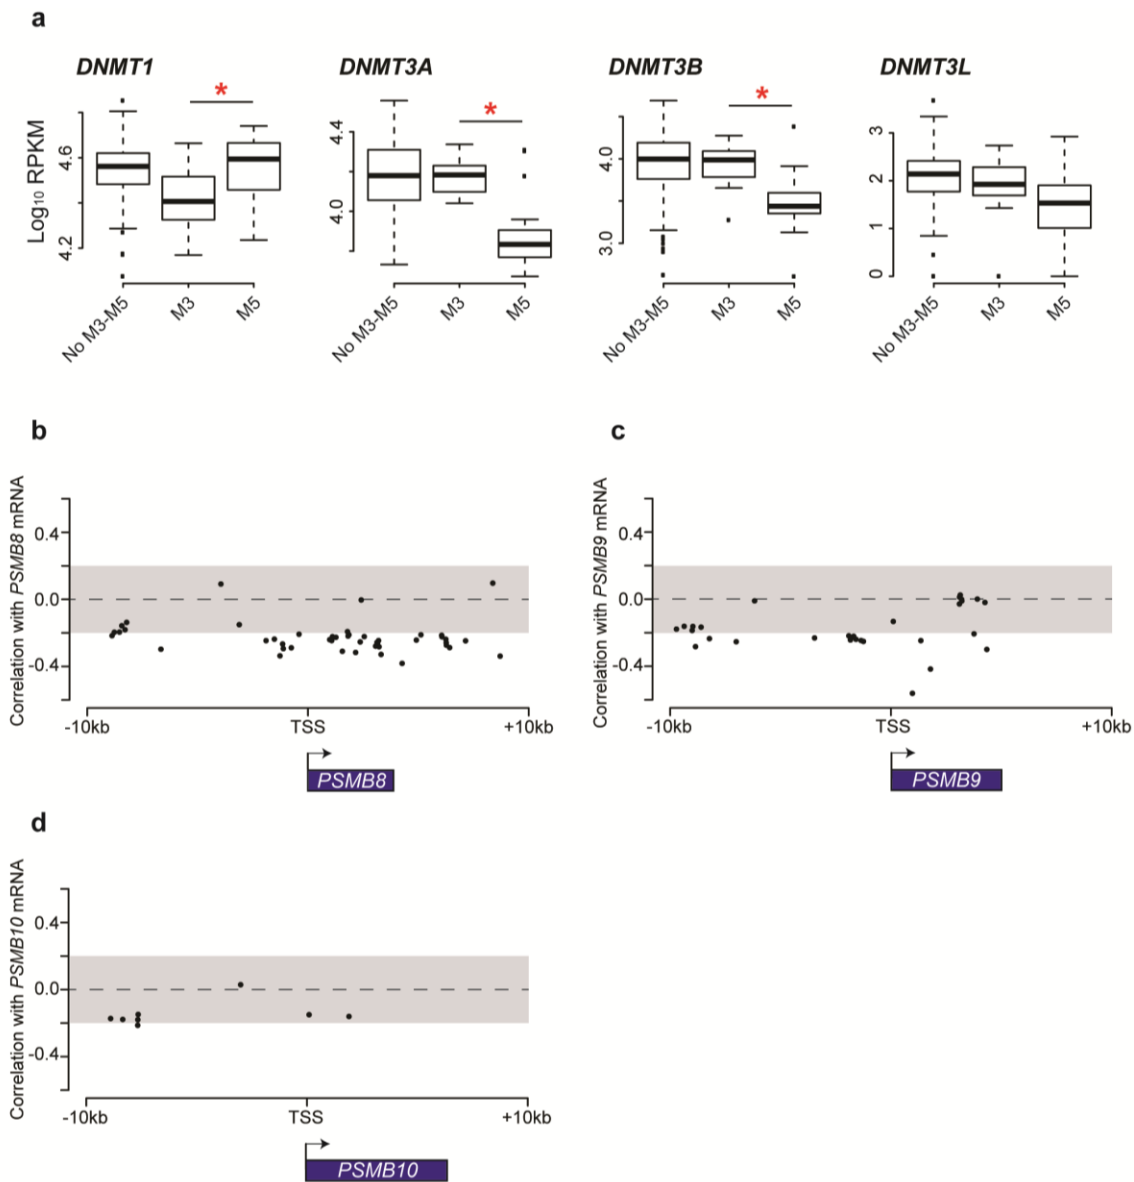 a
DNMT1
DNMT3A
DNMT3B
DNMT3L
* * *
Log10 RPKM
4.6
4.2
No M3-M5
M3
M5
4.4
4.0
No M3-M5
M3
M5
4.0
3.0
No M3-M5
M3
M5
3
2
1
0
No M3-M5
M3
M5
b
Correlation with PSMB8 mRNA
0.4
0.0
-0.4
-10kb TSS +10kb
PSMB8
c
Correlation with PSMB9 mRNA
0.4
0.0
-0.4
-10kb TSS +10kb
PSMB9
d
Correlation with PSMB10 mRNA
0.4
0.0
-0.4
-10kb TSS +10kb
PSMB10